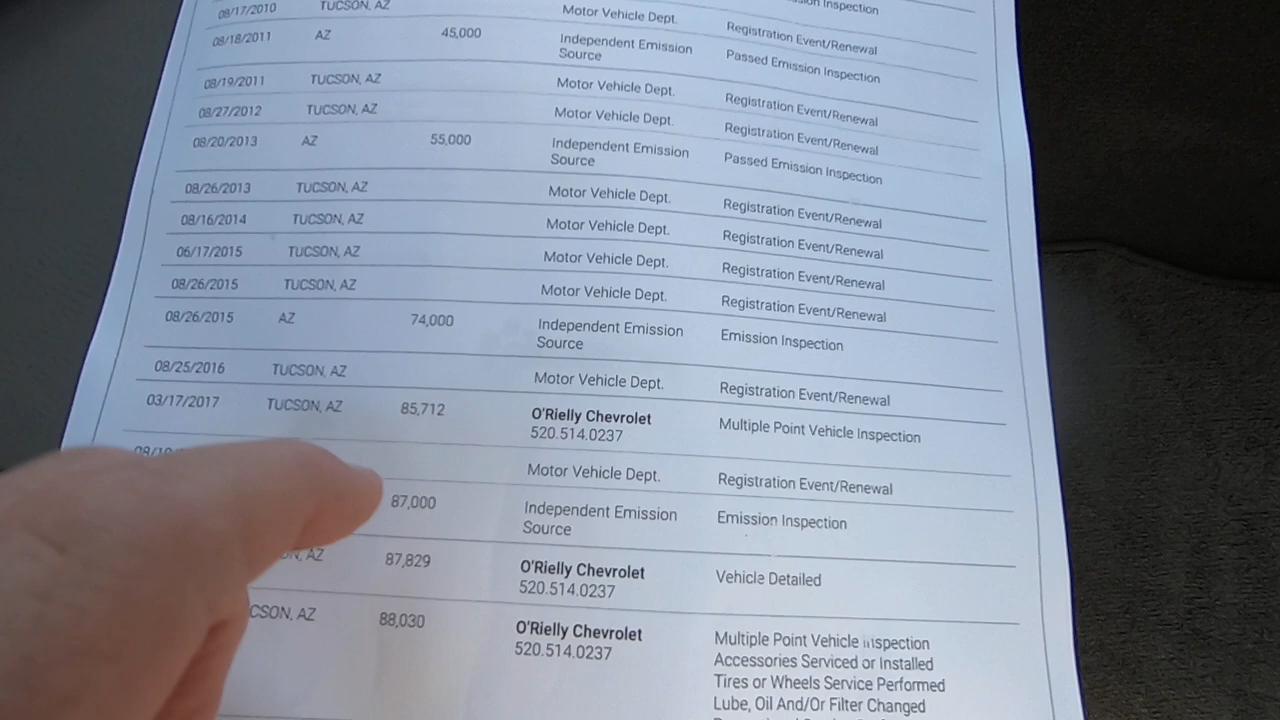 08/17/2010 TUCSON, AZ Motor Vehicle Dept. Registration Event/Renewal
Inspection
08/18/2011 AZ 45,000 Independent Emission Source Passed Emission Inspection
08/19/2011 TUCSON, AZ Motor Vehicle Dept. Registration Event/Renewal
08/27/2012 TUCSON, AZ Motor Vehicle Dept. Registration Event/Renewal
08/20/2013 AZ 55,000 Independent Emission Source Passed Emission Inspection
08/26/2013 TUCSON, AZ Motor Vehicle Dept. Registration Event/Renewal
08/16/2014 TUCSON, AZ Motor Vehicle Dept. Registration Event/Renewal
06/17/2015 TUCSON, AZ Motor Vehicle Dept. Registration Event/Renewal
08/26/2015 TUCSON, AZ Motor Vehicle Dept. Registration Event/Renewal
08/26/2015 AZ 74,000 Independent Emission Source Emission Inspection
08/25/2016 TUCSON, AZ Motor Vehicle Dept. Registration Event/Renewal
03/17/2017 TUCSON, AZ 85,712 O'Rielly Chevrolet Multiple Point Vehicle Inspection
520.514.0237
Motor Vehicle Dept. Registration Event/Renewal
87,000 Independent Emission Source Emission Inspection
AZ 87,829 O'Rielly Chevrolet Vehicle Detailed
520.514.0237
CSON, AZ 88,030 O'Rielly Chevrolet Multiple Point Vehicle Inspection
520.514.0237 Accessories Serviced or Installed
Tires or Wheels Service Performed
Lube, Oil And/Or Filter Changed